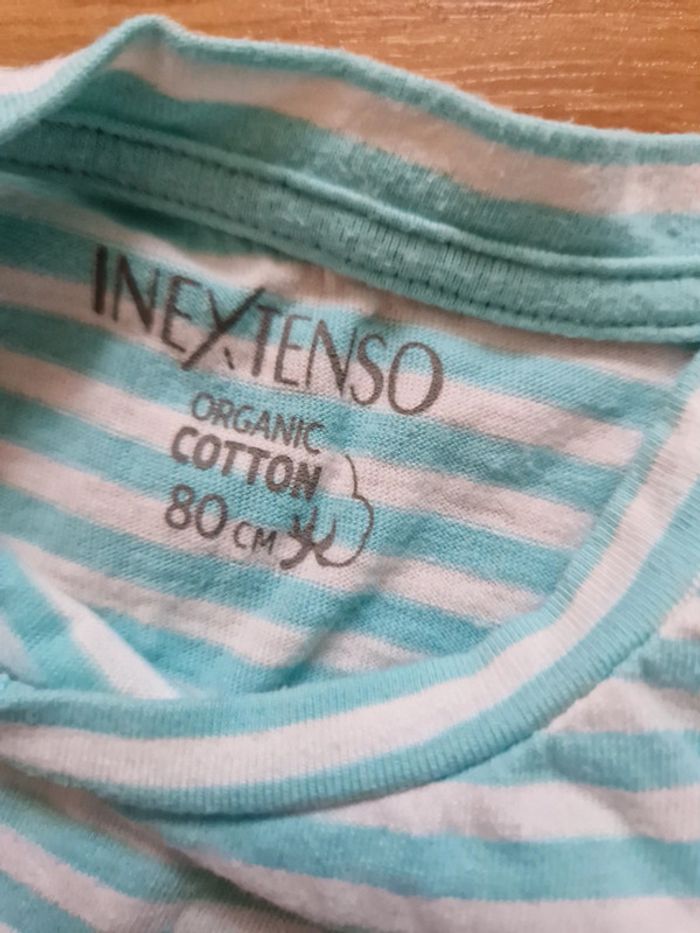 INEXTENSO
ORGANIC
COTTON
80 CM